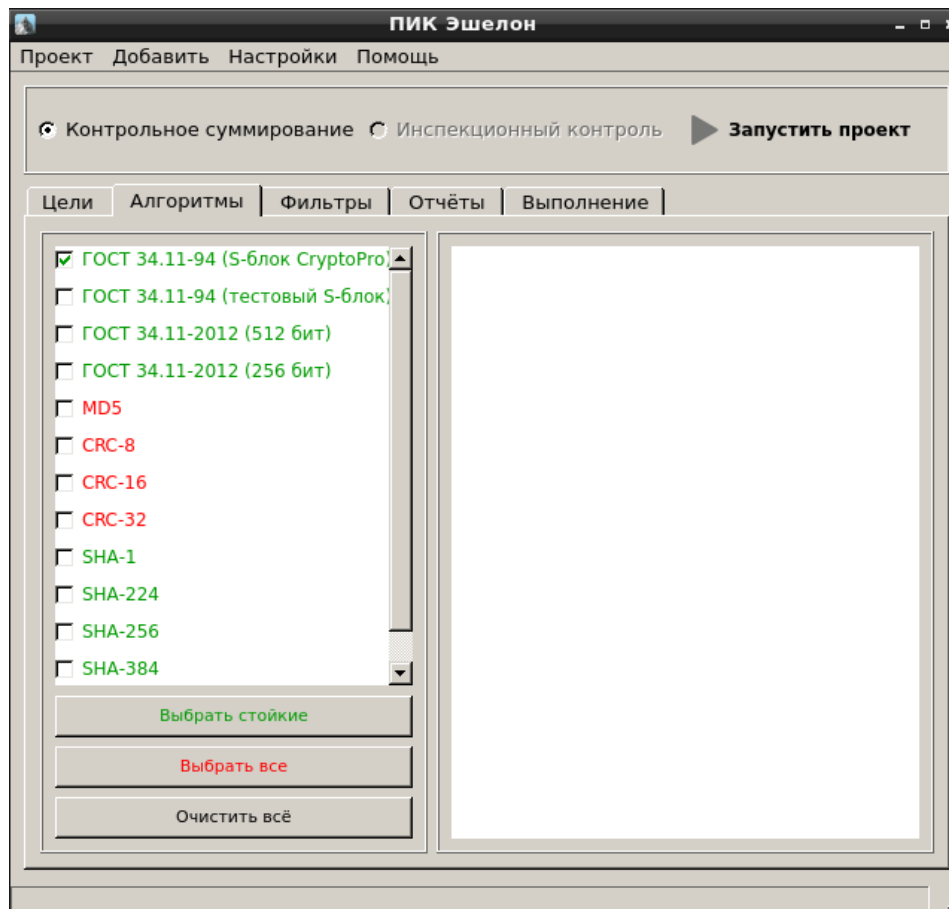 ПИК Эшелон
Проект Добавить Настройки Помощь
Контрольное суммирование Инспекционный контроль Запустить проект
Цели Алгоритмы Фильтры Отчёты Выполнение
ГОСТ 34.11-94 (S-блок CryptoPro)
ГОСТ 34.11-94 (тестовый S-блок)
ГОСТ 34.11-2012 (512 бит)
ГОСТ 34.11-2012 (256 бит)
MD5
CRC-8
CRC-16
CRC-32
SHA-1
SHA-224
SHA-256
SHA-384
Выбрать стойкие
Выбрать все
Очистить всё